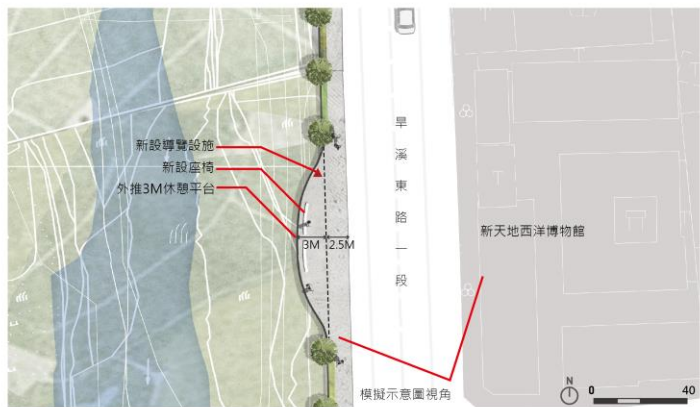 新設導覽設施
新設座椅
外推3M休憩平台
3M
2.5M
旱溪東路一段
新天地西洋博物館
模擬示意圖視角
N
0
40